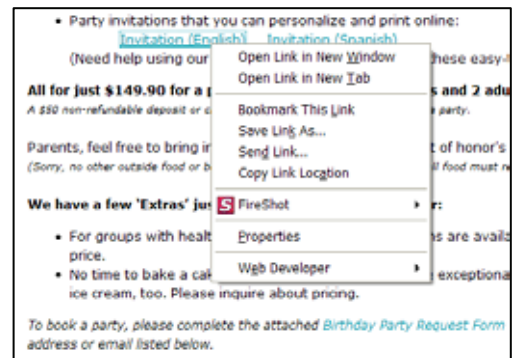 • Party invitations that you can personalize and print online:
Invitation (English) Invitation (Spanish)
(Need help using our hese easy-
Open Link in New Window
Open Link in New Tab
Bookmark This Link
Save Link As...
Send Link...
Copy Link Location
FireShot
Properties
Web Developer
All for just $149.90 for a s and 2 adu
A $50 non-refundable deposit or party.
Parents, feel free to bring in of honor's
(Sorry, no other outside food or b ll food must
We have a few 'Extras' jus r:
• For groups with healt ns are availa
price.
• No time to bake a cak exceptiona
ice cream, too. Please inquire about pricing.
To book a party, please complete the attached Birthday Party Request Form
address or email listed below.